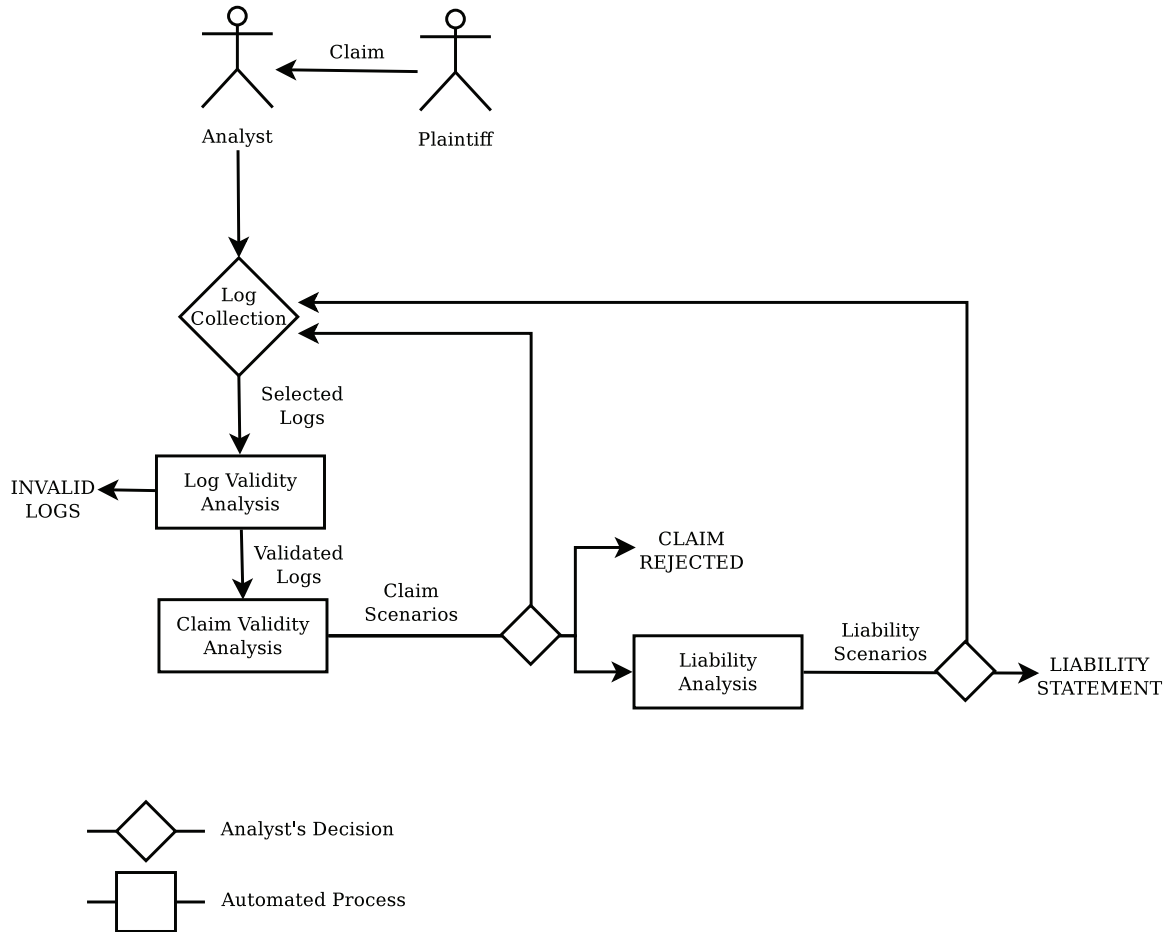 Claim
Analyst
Plaintiff
Log
Collection
Selected
Logs
Log Validity
Analysis
INVALID
LOGS
Validated
Logs
CLAIM
REJECTED
Claim
Scenarios
Claim Validity
Analysis
Liability
Scenarios
Liability
Analysis
LIABILITY
STATEMENT
Analyst's Decision
Automated Process